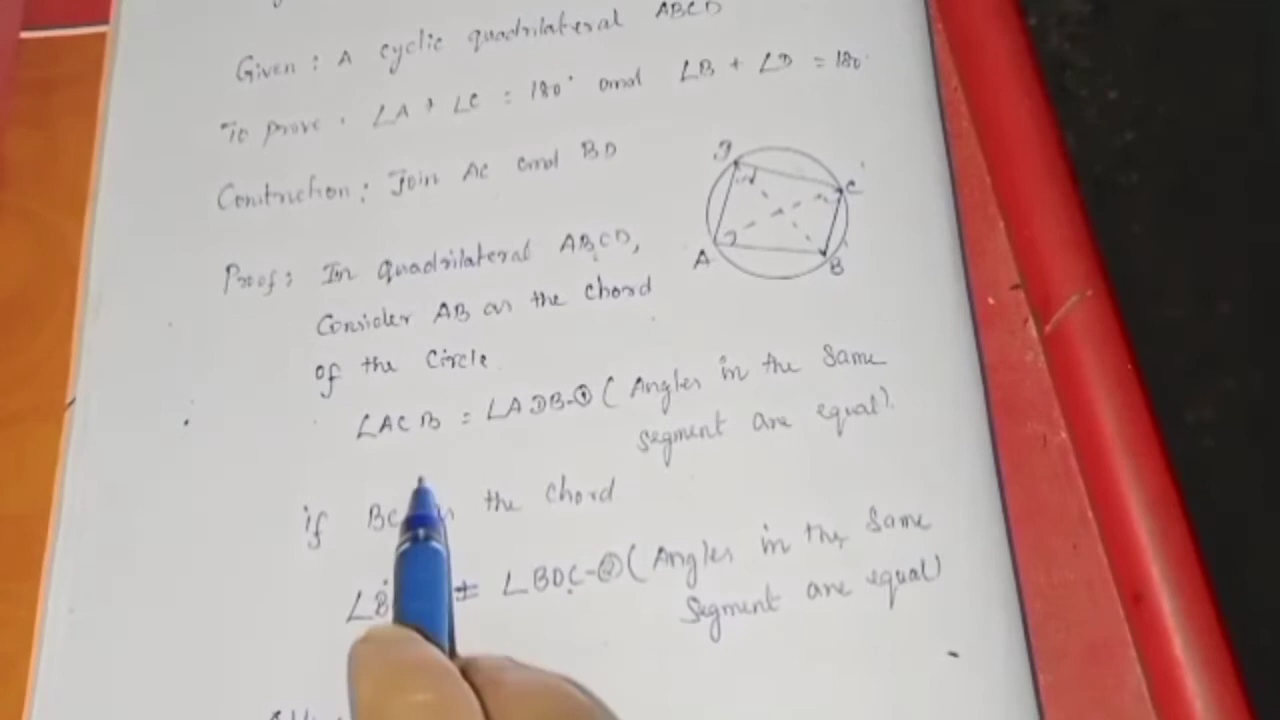 Given : A cyclic quadrilateral ABCD
To prove : ∠A + ∠C = 180° and ∠B + ∠D = 180°
Contruction : Join AC and BD
D
C
A
B
Proof : In quadrilateral ABCD,
Consider AB as the chord
of the Circle
∠ACB = ∠ADB-① ( Angles in the Same
segment are equal).
if BC the chord
= ∠BDC-② ( Angles in the Same
Segment are equal)